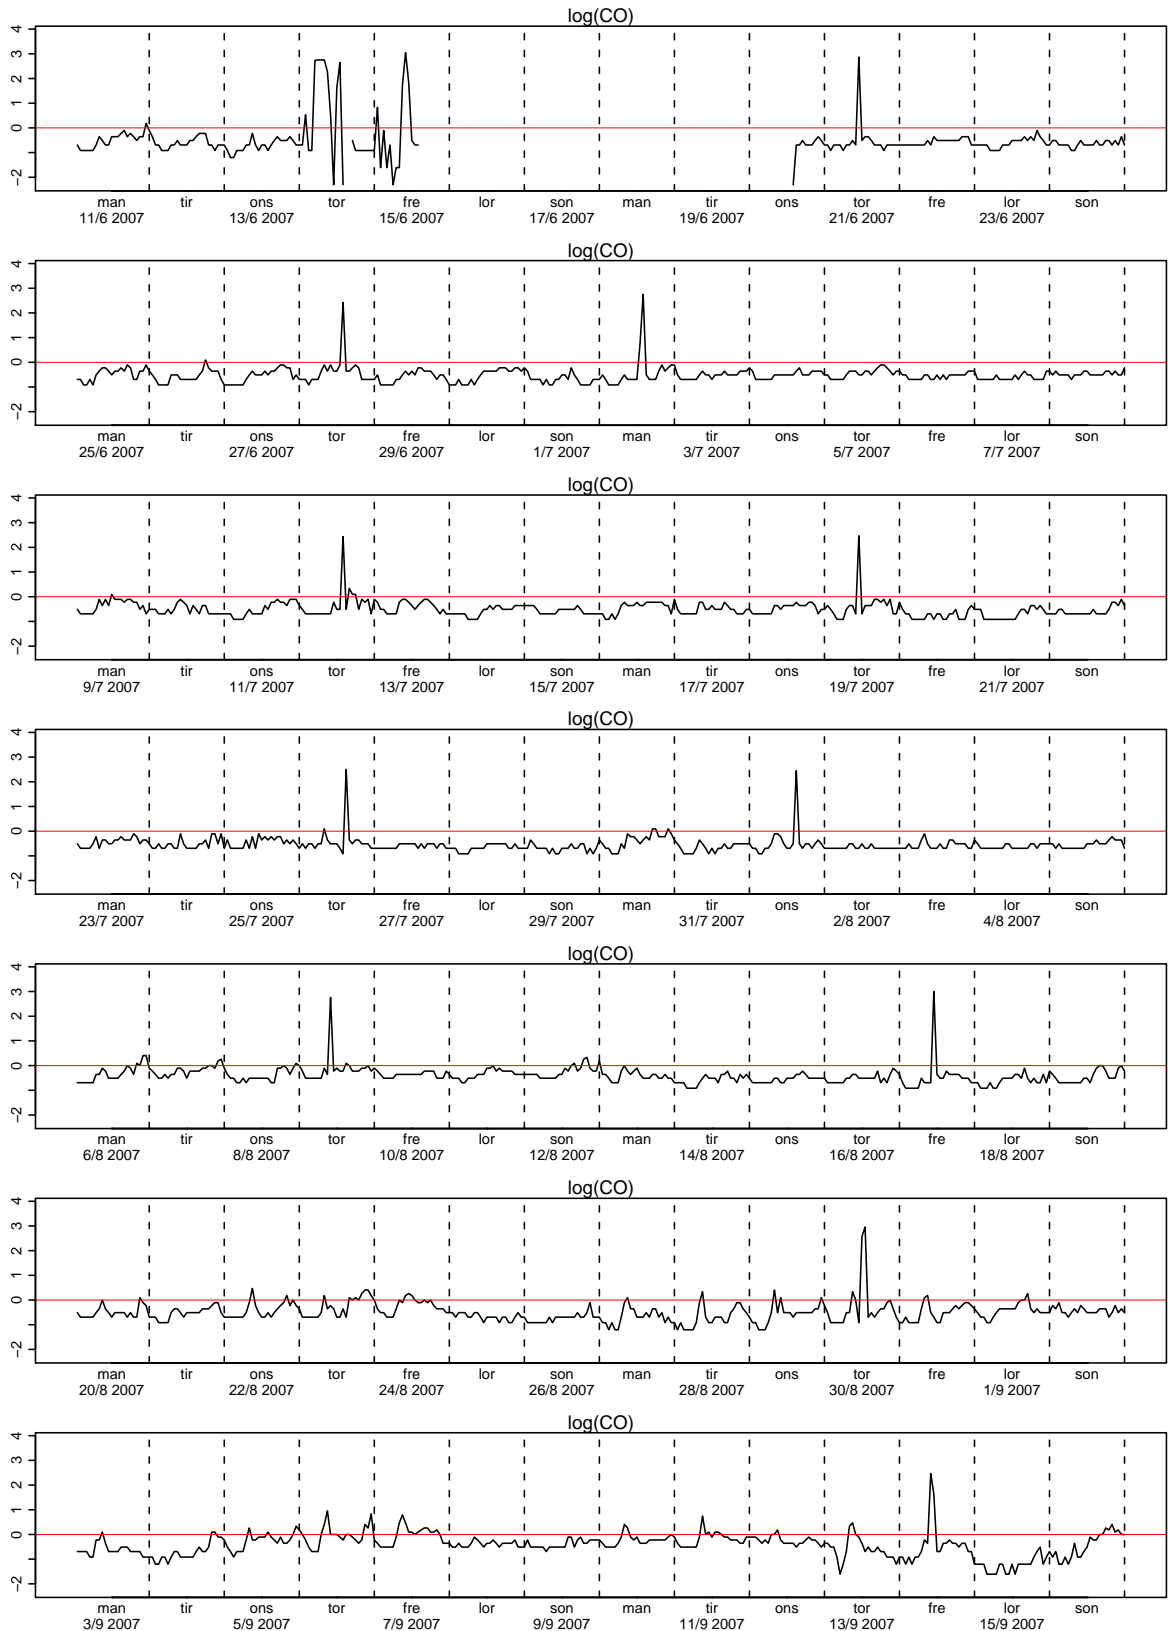 log(CO)
4
3
2
1
0
−2
man tir ons tor fre lor son man tir ons tor fre lor son
11/6 2007 13/6 2007 15/6 2007 17/6 2007 19/6 2007 21/6 2007 23/6 2007
log(CO)
4
3
2
1
0
−2
man tir ons tor fre lor son man tir ons tor fre lor son
25/6 2007 27/6 2007 29/6 2007 1/7 2007 3/7 2007 5/7 2007 7/7 2007
log(CO)
4
3
2
1
0
−2
man tir ons tor fre lor son man tir ons tor fre lor son
9/7 2007 11/7 2007 13/7 2007 15/7 2007 17/7 2007 19/7 2007 21/7 2007
log(CO)
4
3
2
1
0
−2
man tir ons tor fre lor son man tir ons tor fre lor son
23/7 2007 25/7 2007 27/7 2007 29/7 2007 31/7 2007 2/8 2007 4/8 2007
log(CO)
4
3
2
1
0
−2
man tir ons tor fre lor son man tir ons tor fre lor son
6/8 2007 8/8 2007 10/8 2007 12/8 2007 14/8 2007 16/8 2007 18/8 2007
log(CO)
4
3
2
1
0
−2
man tir ons tor fre lor son man tir ons tor fre lor son
20/8 2007 22/8 2007 24/8 2007 26/8 2007 28/8 2007 30/8 2007 1/9 2007
log(CO)
4
3
2
1
0
−2
man tir ons tor fre lor son man tir ons tor fre lor son
3/9 2007 5/9 2007 7/9 2007 9/9 2007 11/9 2007 13/9 2007 15/9 2007